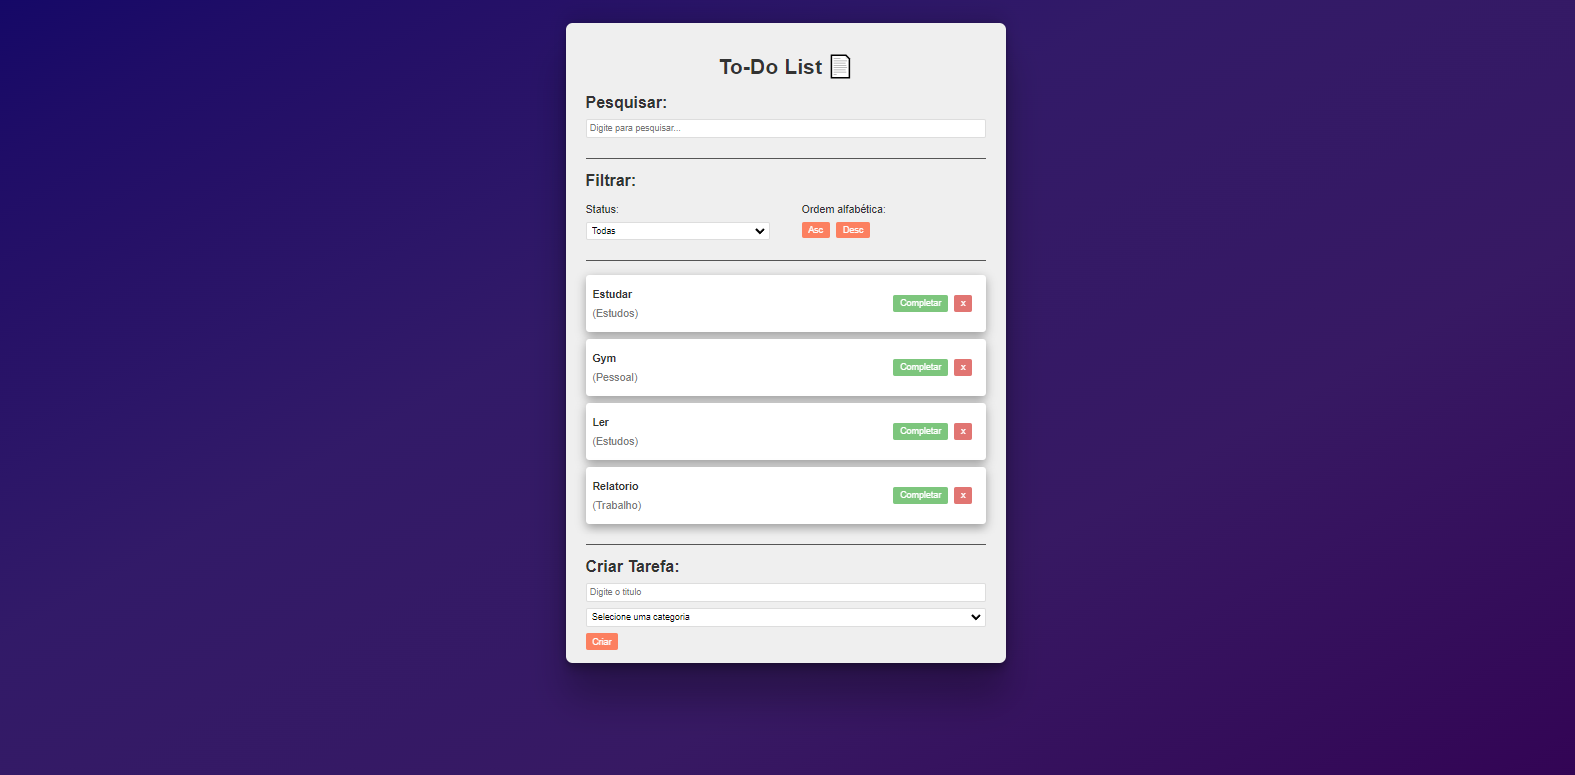 To-Do List
Pesquisar:
Digite para pesquisar...
Filtrar:
Status:
Todas
Ordem alfabética:
Asc Desc
Estudar
(Estudos)
Completar x
Gym
(Pessoal)
Completar x
Ler
(Estudos)
Completar x
Relatorio
(Trabalho)
Completar x
Criar Tarefa:
Digite o titulo
Selecione uma categoria
Criar